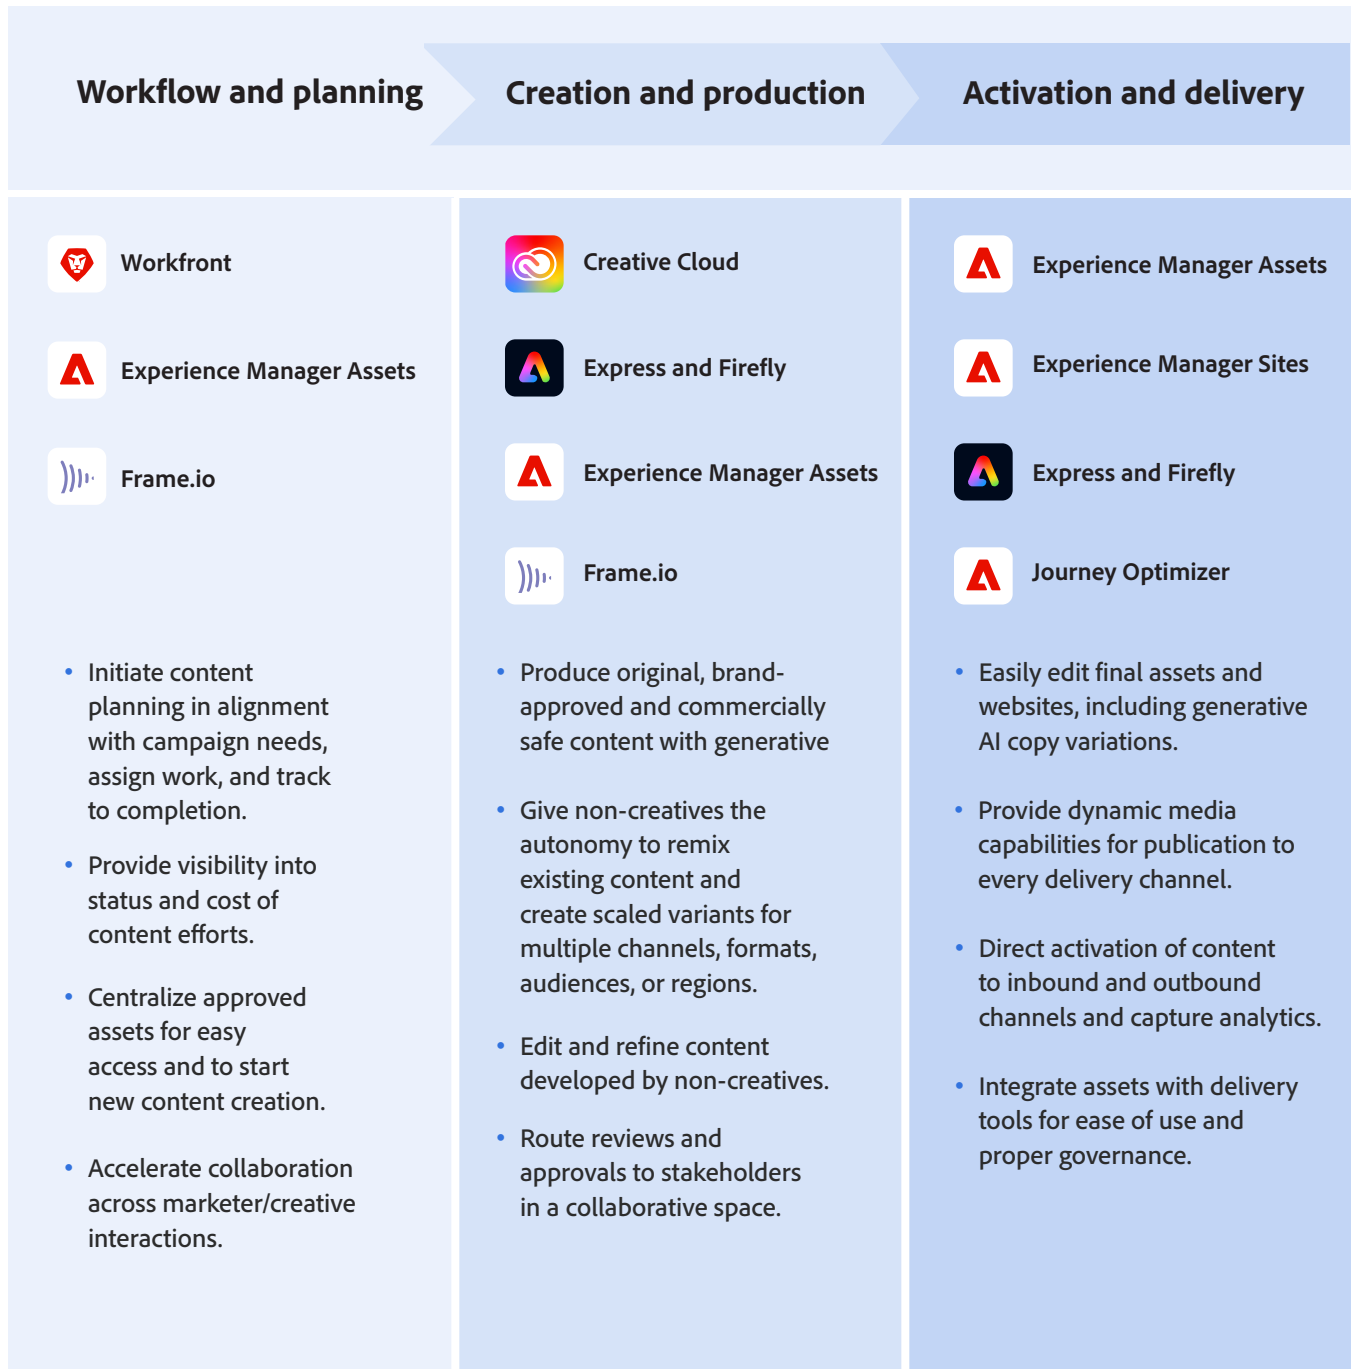 Workflow and planning
Creation and production
Activation and delivery
Workfront
Experience Manager Assets
Frame.io
• Initiate content
planning in alignment
with campaign needs,
assign work, and track
to completion.
• Provide visibility into
status and cost of
content efforts.
• Centralize approved
assets for easy
access and to start
new content creation.
• Accelerate collaboration
across marketer/creative
interactions.
Creative Cloud
Express and Firefly
Experience Manager Assets
Frame.io
• Produce original, brand-
approved and commercially
safe content with generative
• Give non-creatives the
autonomy to remix
existing content and
create scaled variants for
multiple channels, formats,
audiences, or regions.
• Edit and refine content
developed by non-creatives.
• Route reviews and
approvals to stakeholders
in a collaborative space.
Experience Manager Assets
Experience Manager Sites
Express and Firefly
Journey Optimizer
• Easily edit final assets and
websites, including generative
AI copy variations.
• Provide dynamic media
capabilities for publication to
every delivery channel.
• Direct activation of content
to inbound and outbound
channels and capture analytics.
• Integrate assets with delivery
tools for ease of use and
proper governance.